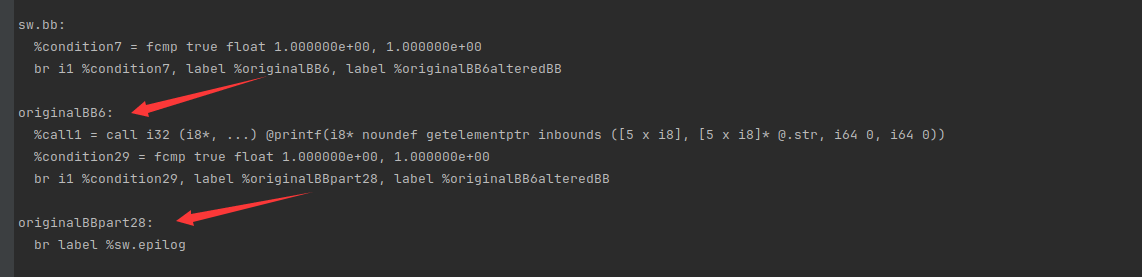 sw.bb:
%condition7 = fcmp true float 1.000000e+00, 1.000000e+00
br i1 %condition7, label %originalBB6, label %originalBB6alteredBB
originalBB6:
%call1 = call i32 (i8*, ...) @printf(i8* noundef getelementptr inbounds ([5 x i8], [5 x i8]* @.str, i64 0, i64 0))
%condition29 = fcmp true float 1.000000e+00, 1.000000e+00
br i1 %condition29, label %originalBBpart28, label %originalBB6alteredBB
originalBBpart28:
br label %sw.epilog